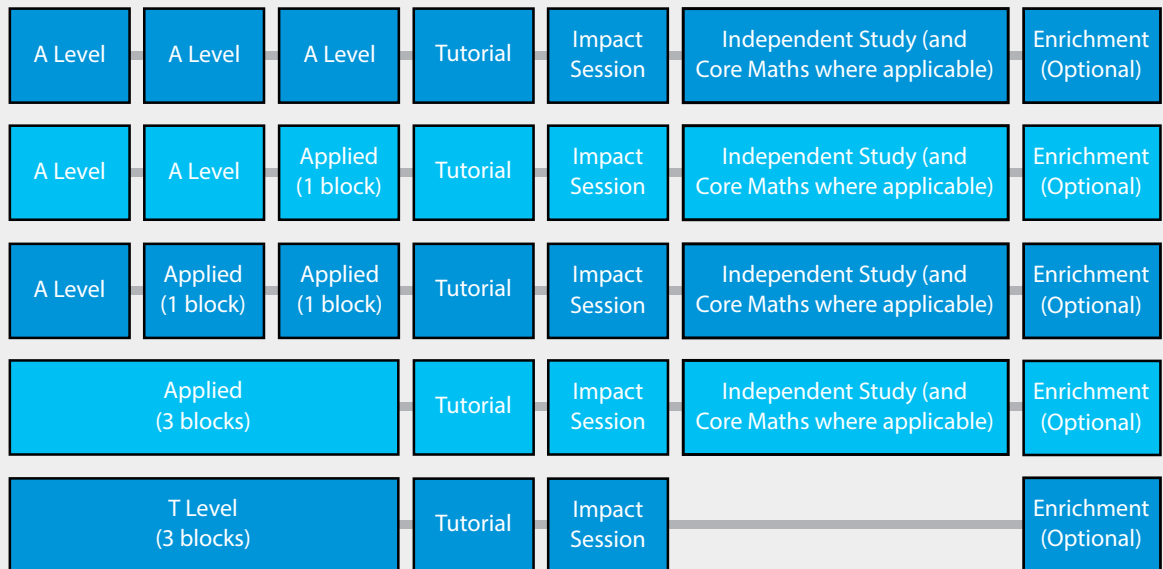 A Level
A Level
A Level
Tutorial
Impact
Session
Independent Study (and
Core Maths where applicable)
Enrichment
(Optional)
A Level
A Level
Applied
(1 block)
Tutorial
Impact
Session
Independent Study (and
Core Maths where applicable)
Enrichment
(Optional)
A Level
Applied
(1 block)
Applied
(1 block)
Tutorial
Impact
Session
Independent Study (and
Core Maths where applicable)
Enrichment
(Optional)
Applied
(3 blocks)
Tutorial
Impact
Session
Independent Study (and
Core Maths where applicable)
Enrichment
(Optional)
T Level
(3 blocks)
Tutorial
Impact
Session
Enrichment
(Optional)